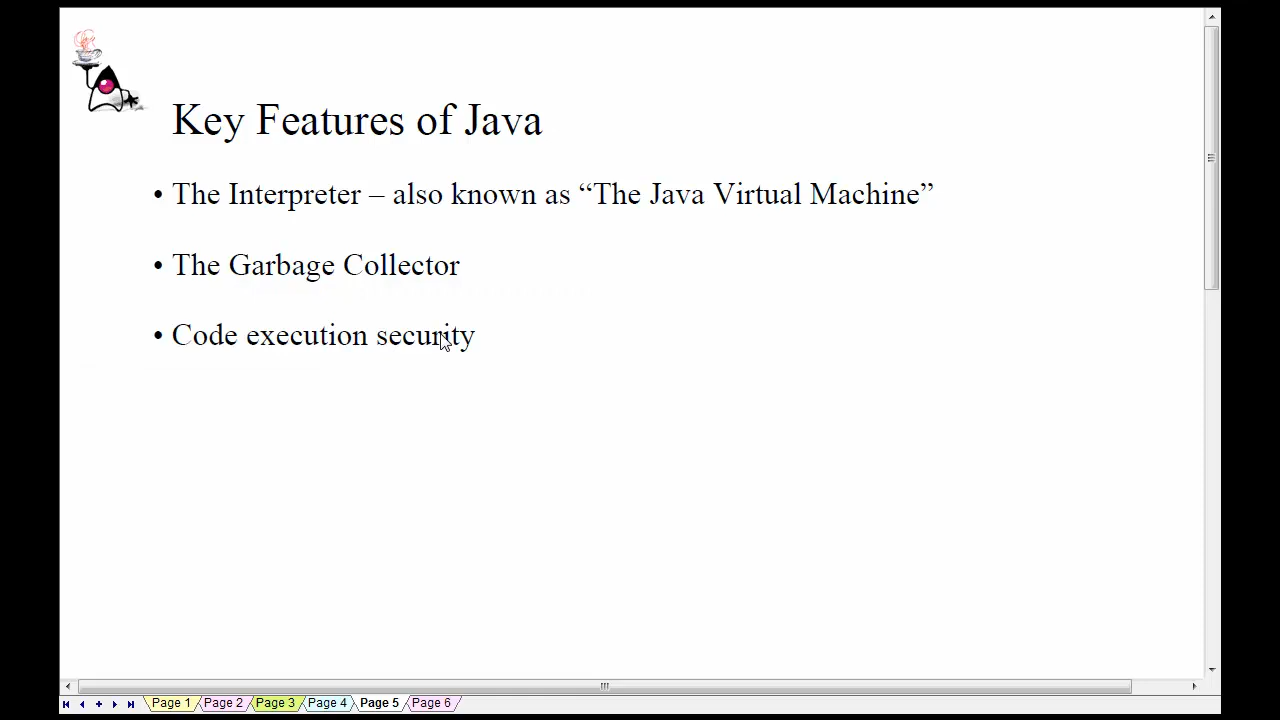 Key Features of Java
• The Interpreter – also known as “The Java Virtual Machine”
• The Garbage Collector
• Code execution security
Page 1 Page 2 Page 3 Page 4 Page 5 Page 6